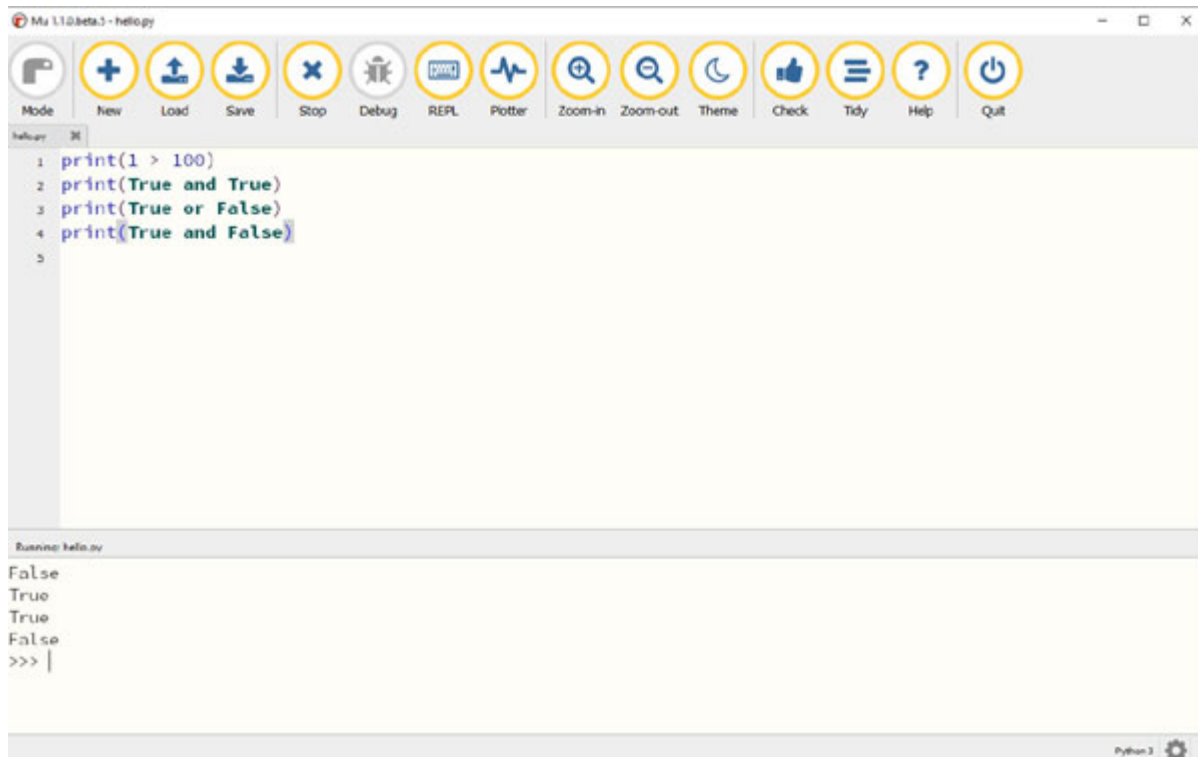 Mu 1.1.0.beta.5 - hello.py
Mode New Load Save Stop Debug REPL Plotter Zoom-in Zoom-out Theme Check Tidy Help Quit
hello.py
1 print(1 > 100)
2 print(True and True)
3 print(True or False)
4 print(True and False)
5
Running: hello.py
False
True
True
False
>>>
Python 3